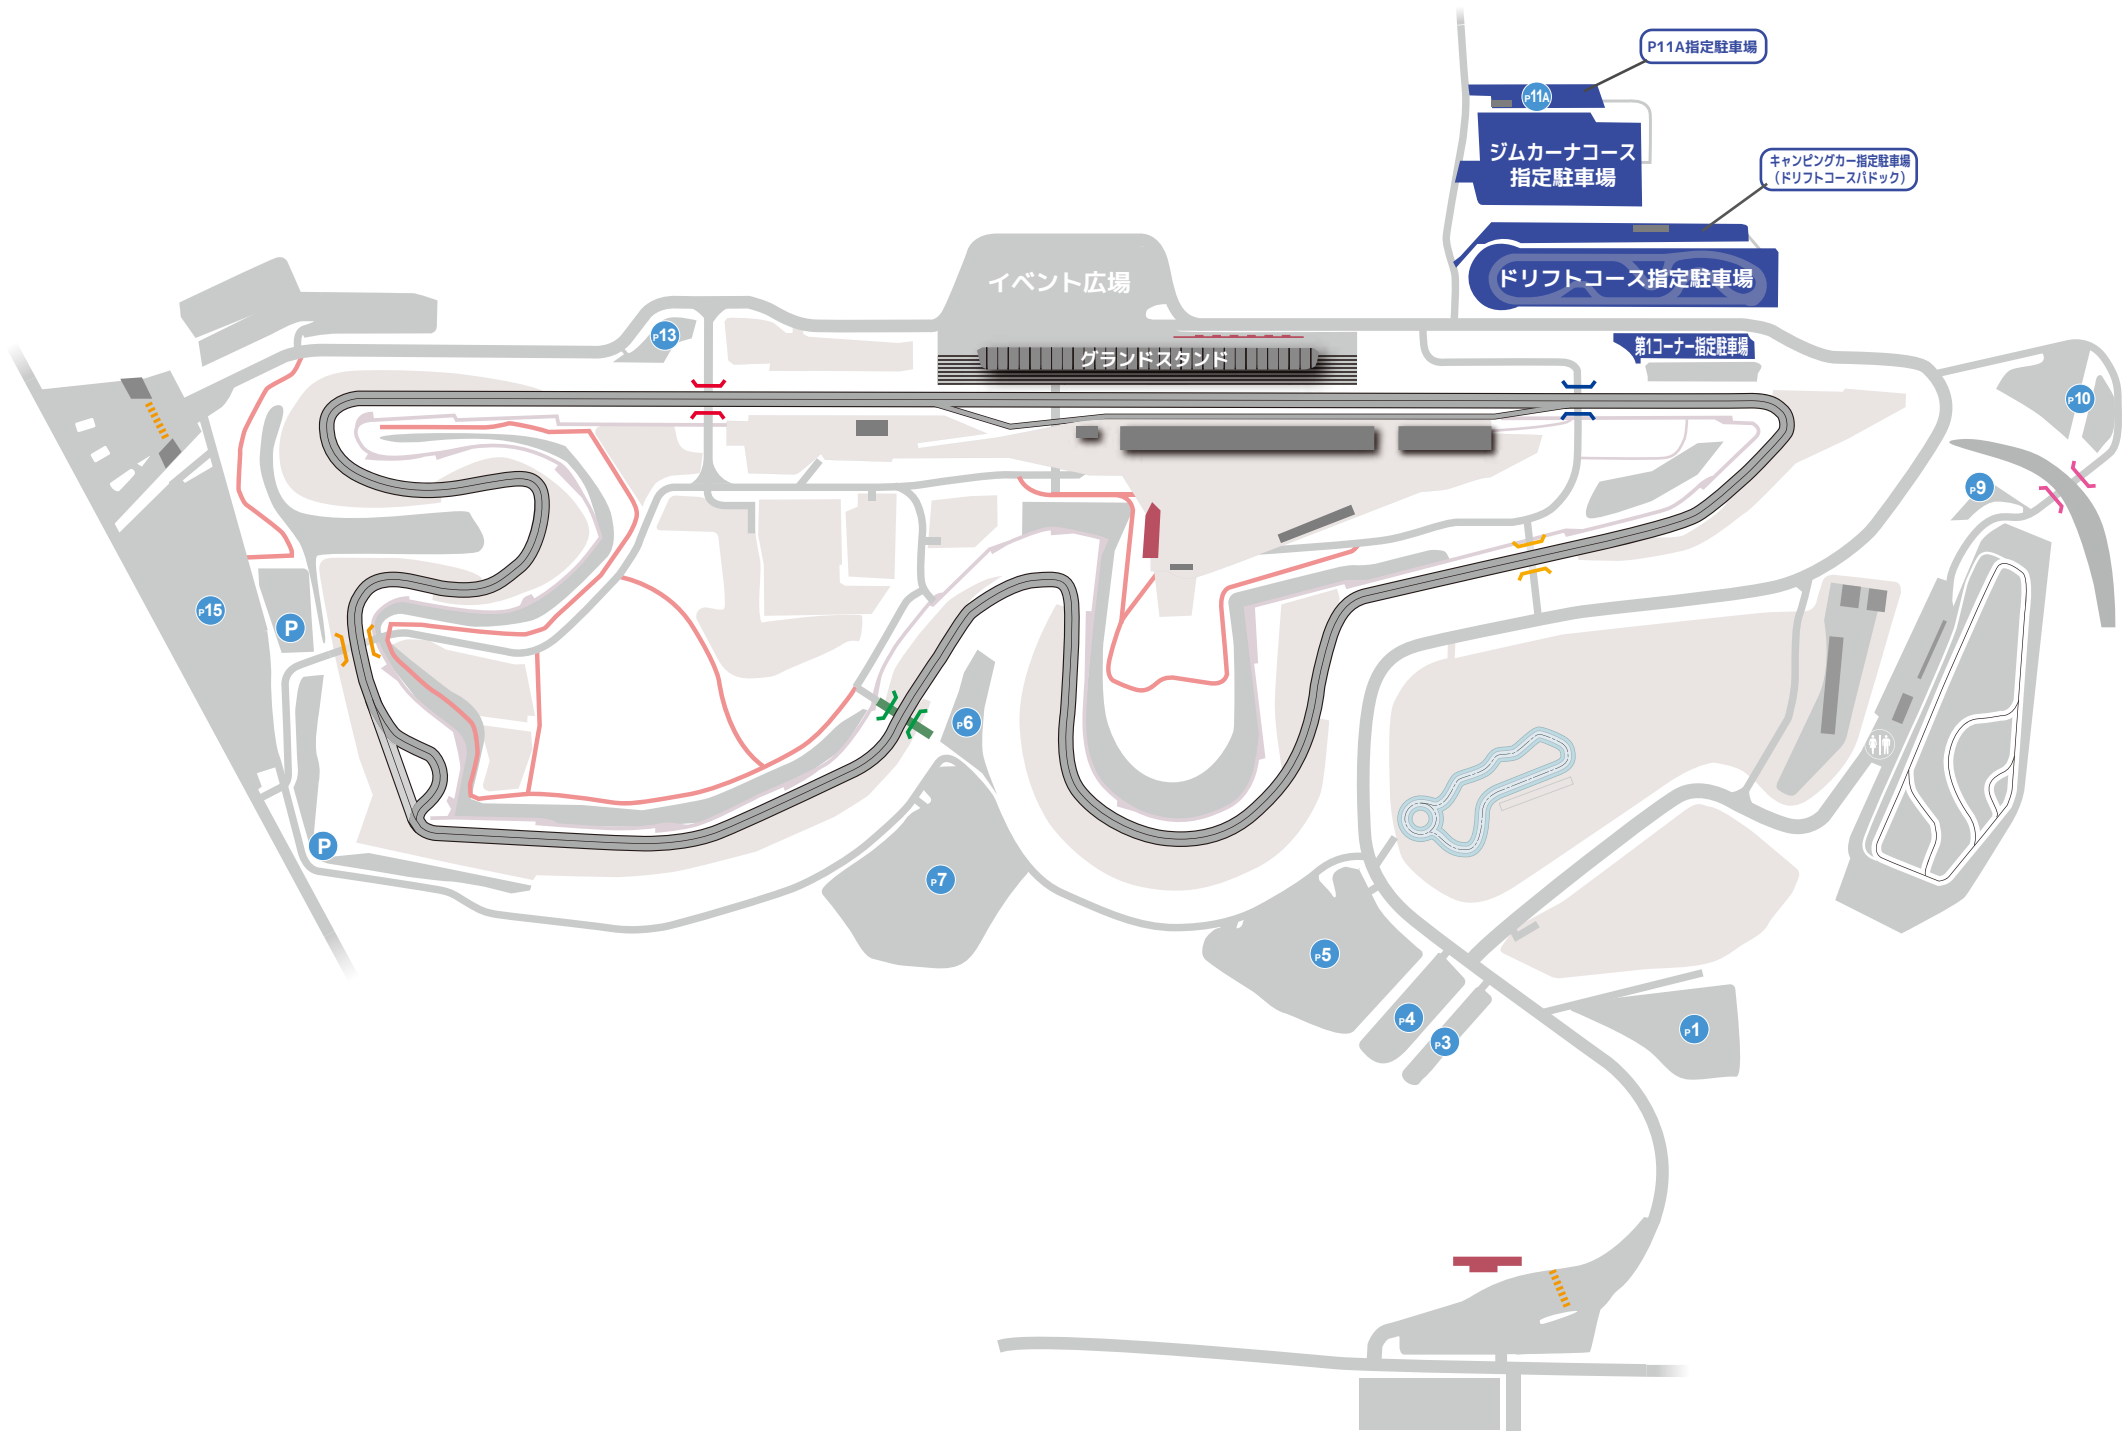 P11A指定駐車場
P11A
ジムカーナコース
指定駐車場
キャンピングカー指定駐車場
（ドリフトコースパドック）
イベント広場
ドリフトコース指定駐車場
P13
グランドスタンド
第1コーナー指定駐車場
P10
P9
P15
P
P6
P
P7
P5
P4
P3
P1